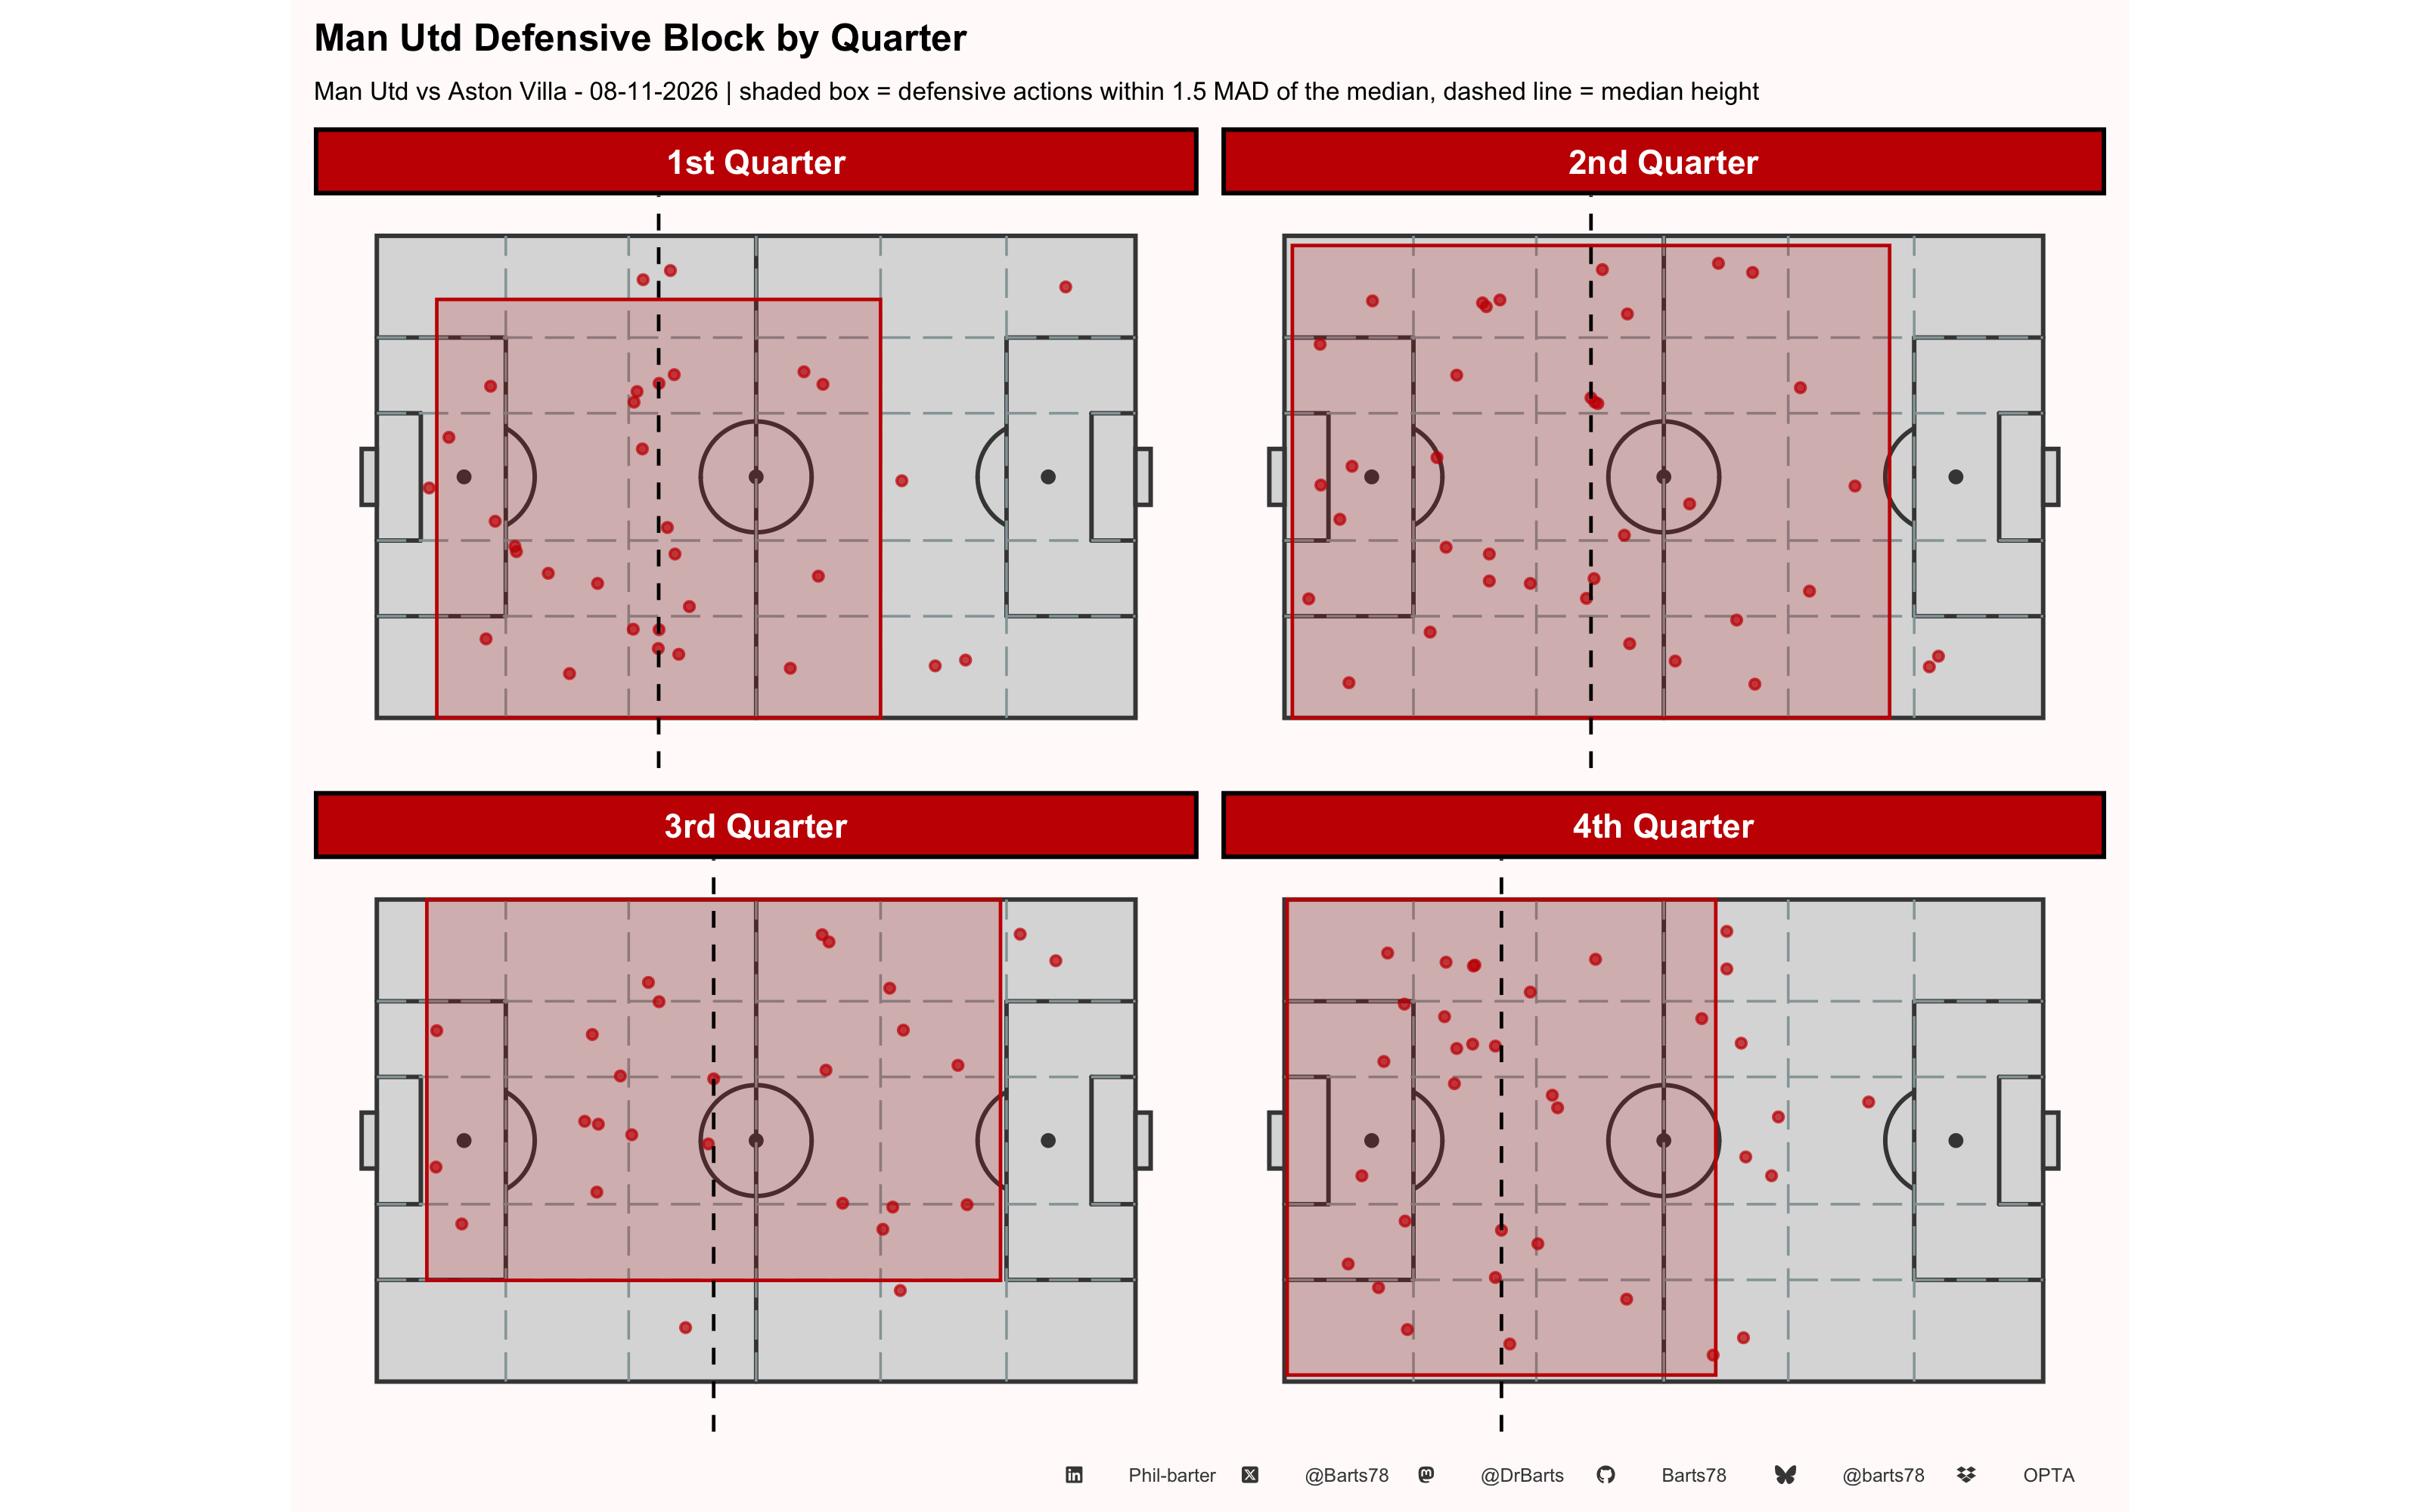 Man Utd Defensive Block by Quarter
Man Utd vs Aston Villa - 08-11-2026 | shaded box = defensive actions within 1.5 MAD of the median, dashed line = median height
1st Quarter
2nd Quarter
3rd Quarter
4th Quarter
Phil-barter @Barts78 @DrBarts Barts78 @barts78 OPTA